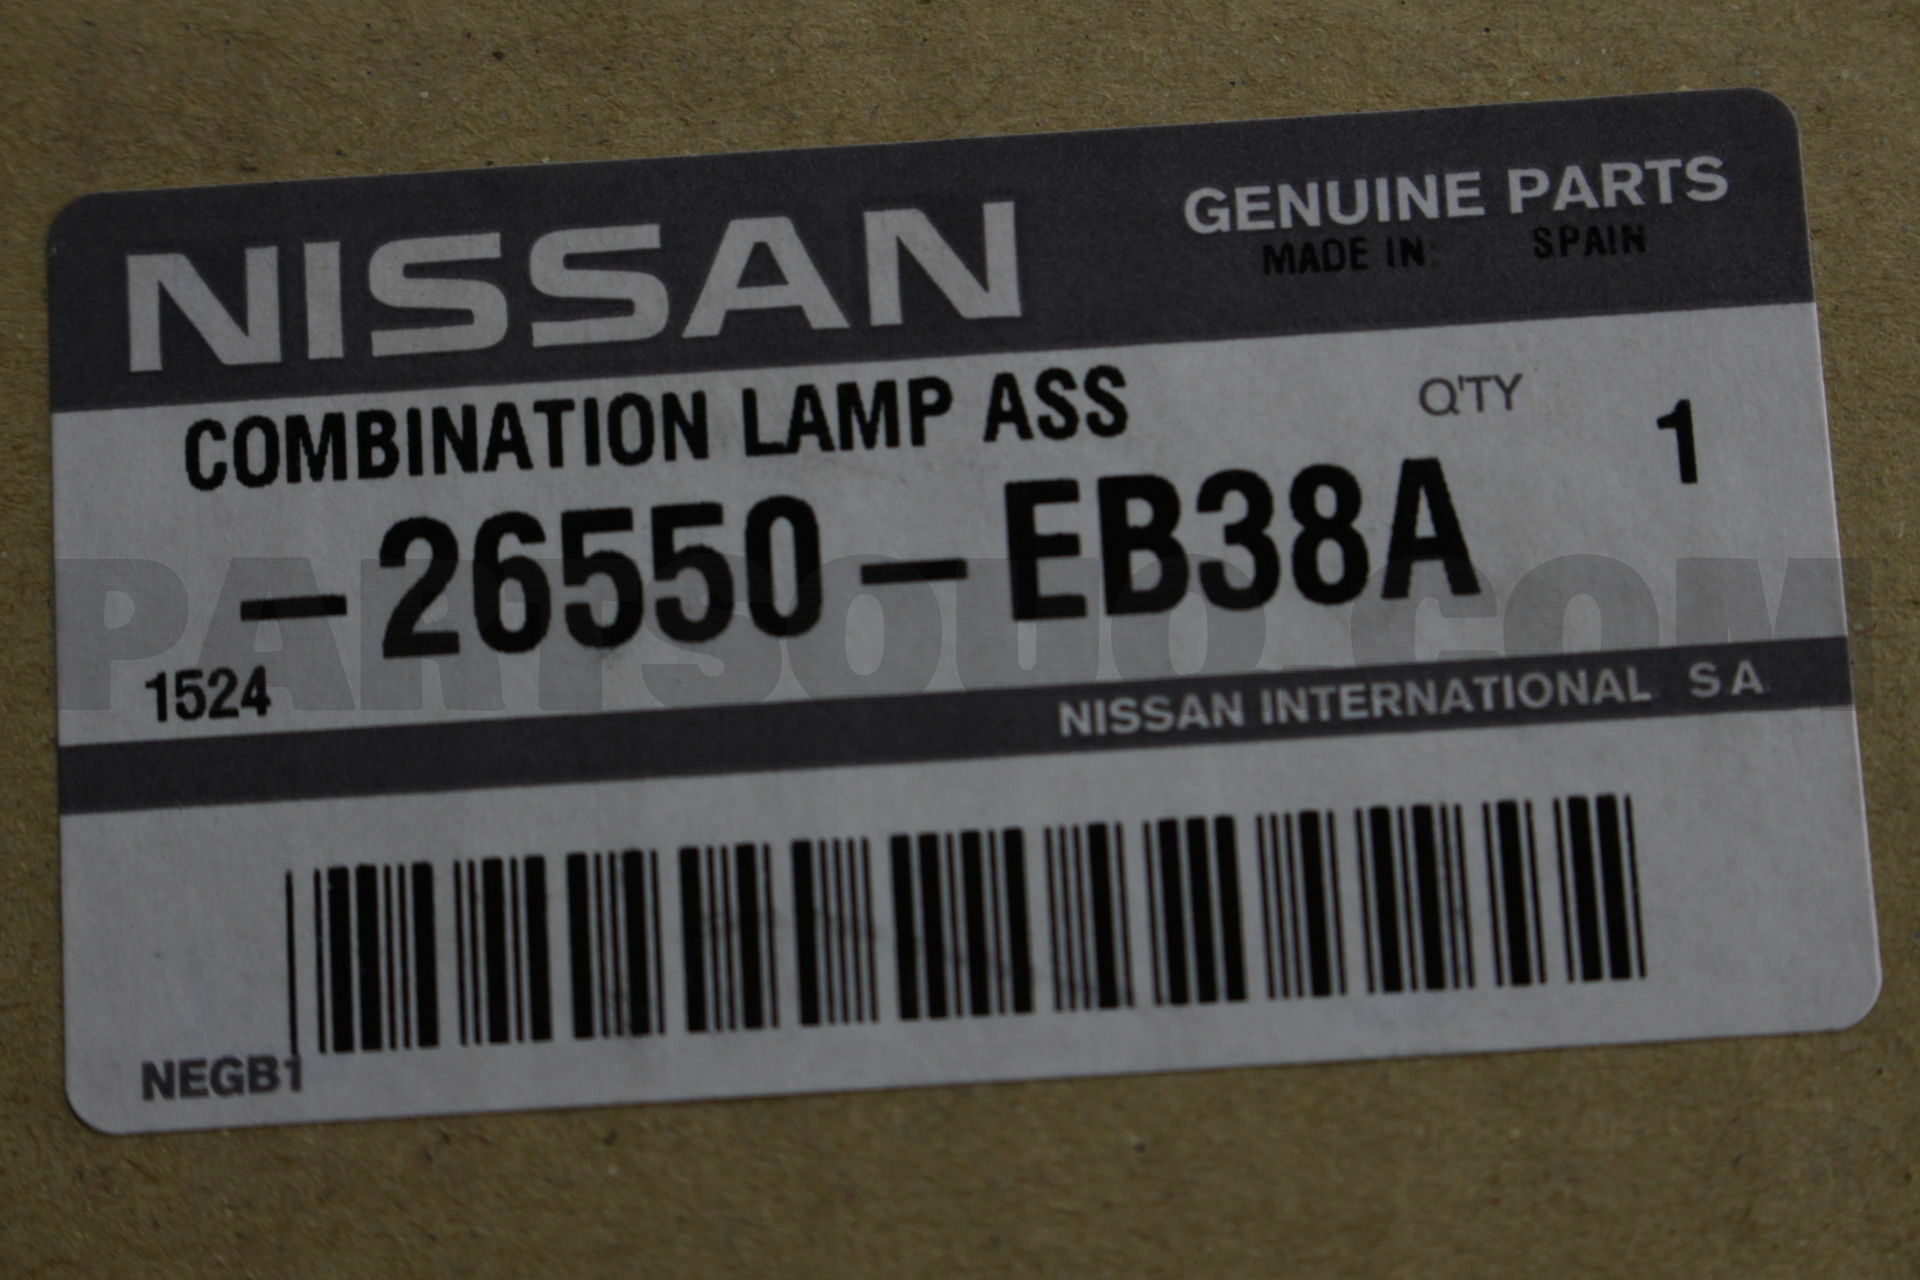 NISSAN
GENUINE PARTS
MADE IN: SPAIN
COMBINATION LAMP ASS
Q'TY 1
-26550-EB38A
1524
NISSAN INTERNATIONAL SA
NEGB1
PARTSOUQ.COM